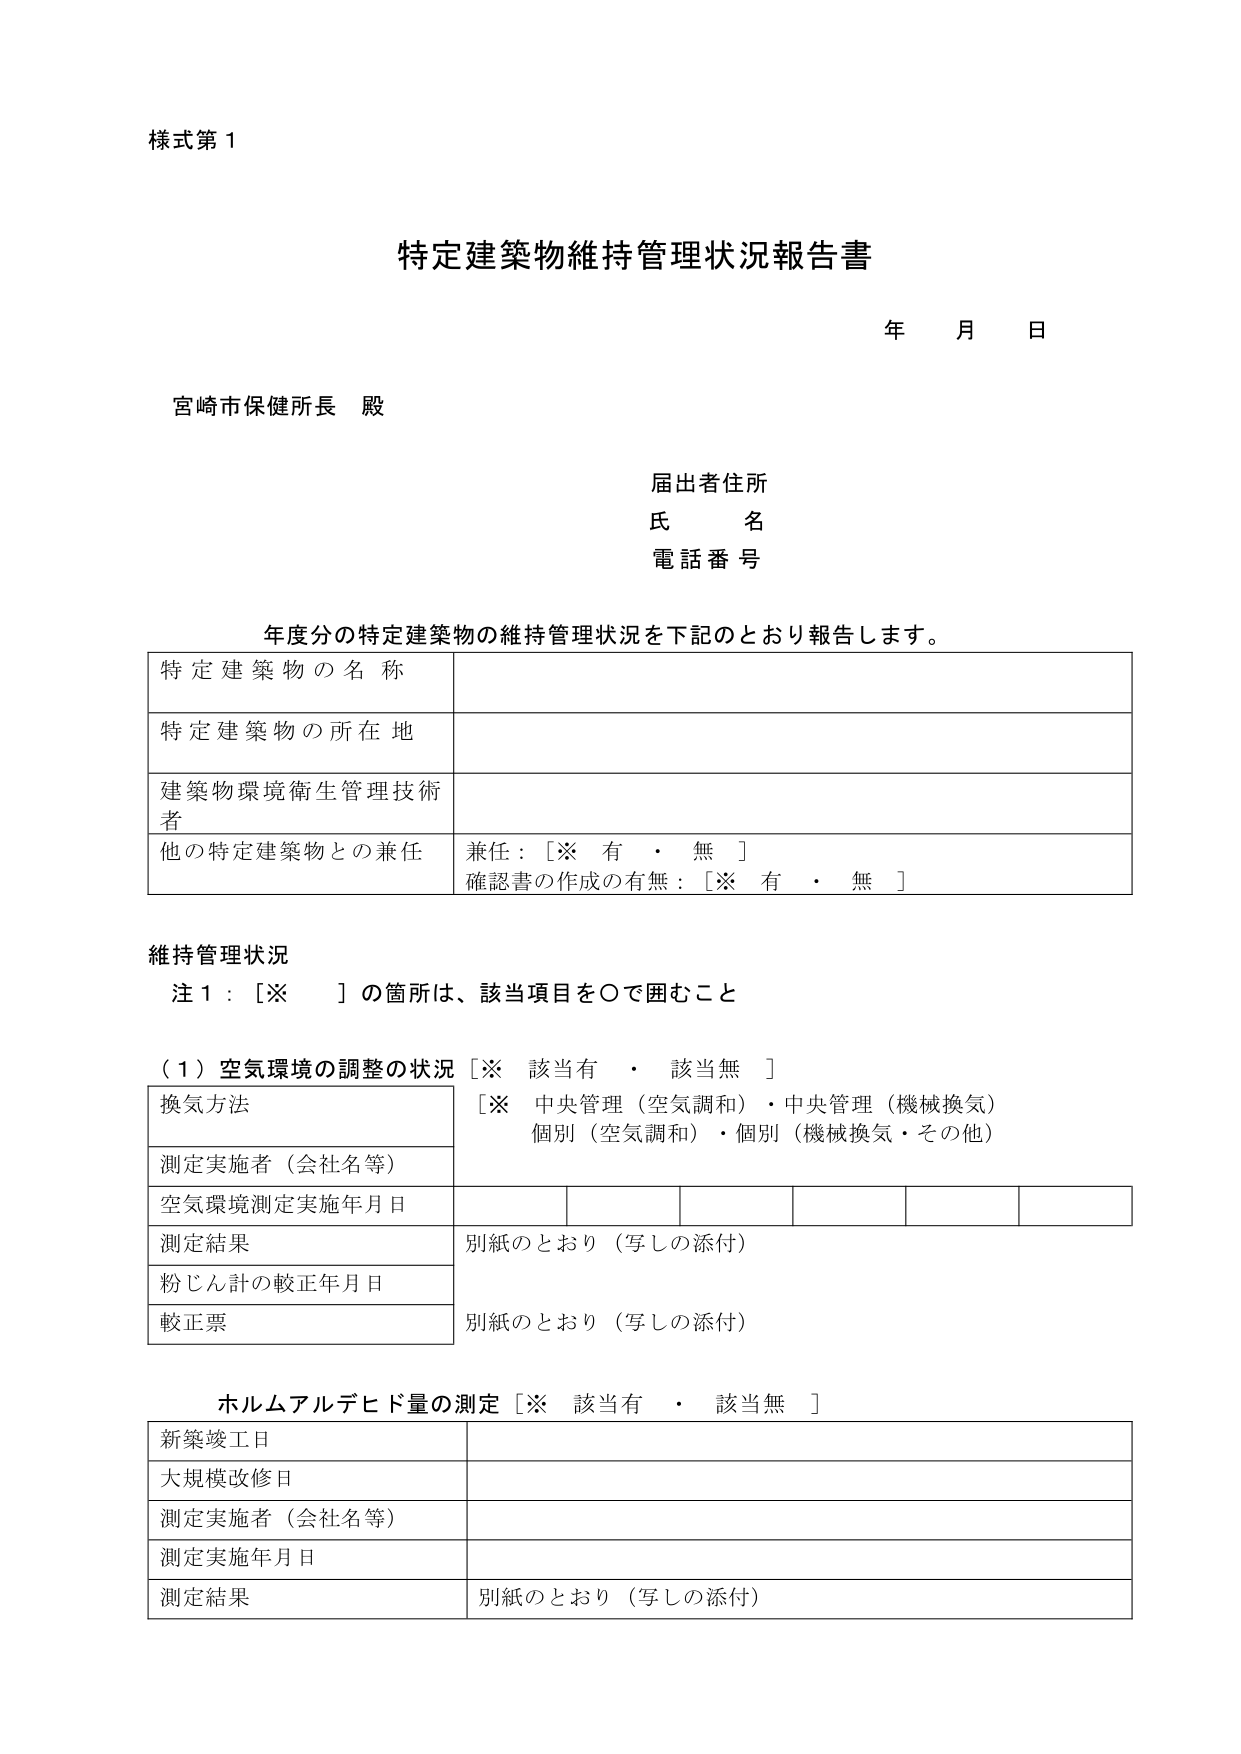 様式第１
特定建築物維持管理状況報告書
年　　月　　日
宮崎市保健所長　殿
届出者住所
氏　　　名
電話番号
年度分の特定建築物の維持管理状況を下記のとおり報告します。
特定建築物の名称
特定建築物の所在地
建築物環境衛生管理技術
者
他の特定建築物との兼任
兼任：［※　有　・　無　］
確認書の作成の有無：［※　有　・　無　］
維持管理状況
注１：［※　　］の箇所は、該当項目を〇で囲むこと
（１）空気環境の調整の状況［※　該当有　・　該当無　］
換気方法
［※　中央管理（空気調和）・中央管理（機械換気）
個別（空気調和）・個別（機械換気・その他）
測定実施者（会社名等）
空気環境測定実施年月日
測定結果　別紙のとおり（写しの添付）
粉じん計の較正年月日
較正票　別紙のとおり（写しの添付）
ホルムアルデヒド量の測定［※　該当有　・　該当無　］
新築竣工日
大規模改修日
測定実施者（会社名等）
測定実施年月日
測定結果　別紙のとおり（写しの添付）